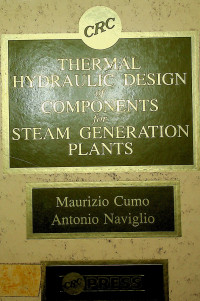 CRC
THERMAL
HYDRAULIC DESIGN
of
COMPONENTS
for
STEAM GENERATION
PLANTS
Maurizio Cumo
Antonio Naviglio
CRC PRESS